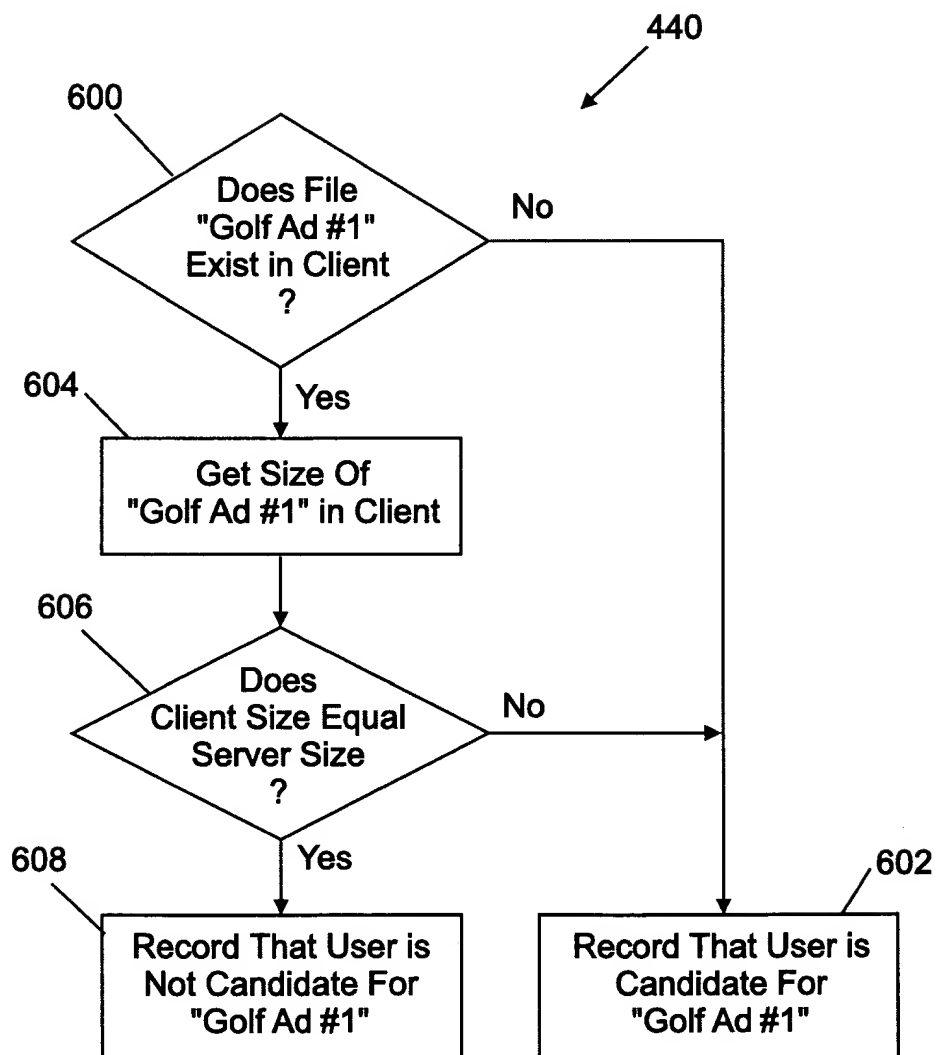 440
600
Does File
"Golf Ad #1"
Exist in Client
?
No
Yes
604
Get Size Of
"Golf Ad #1" in Client
606
Does
Client Size Equal
Server Size
?
No
Yes
608
Record That User is
Not Candidate For
"Golf Ad #1"
602
Record That User is
Candidate For
"Golf Ad #1"